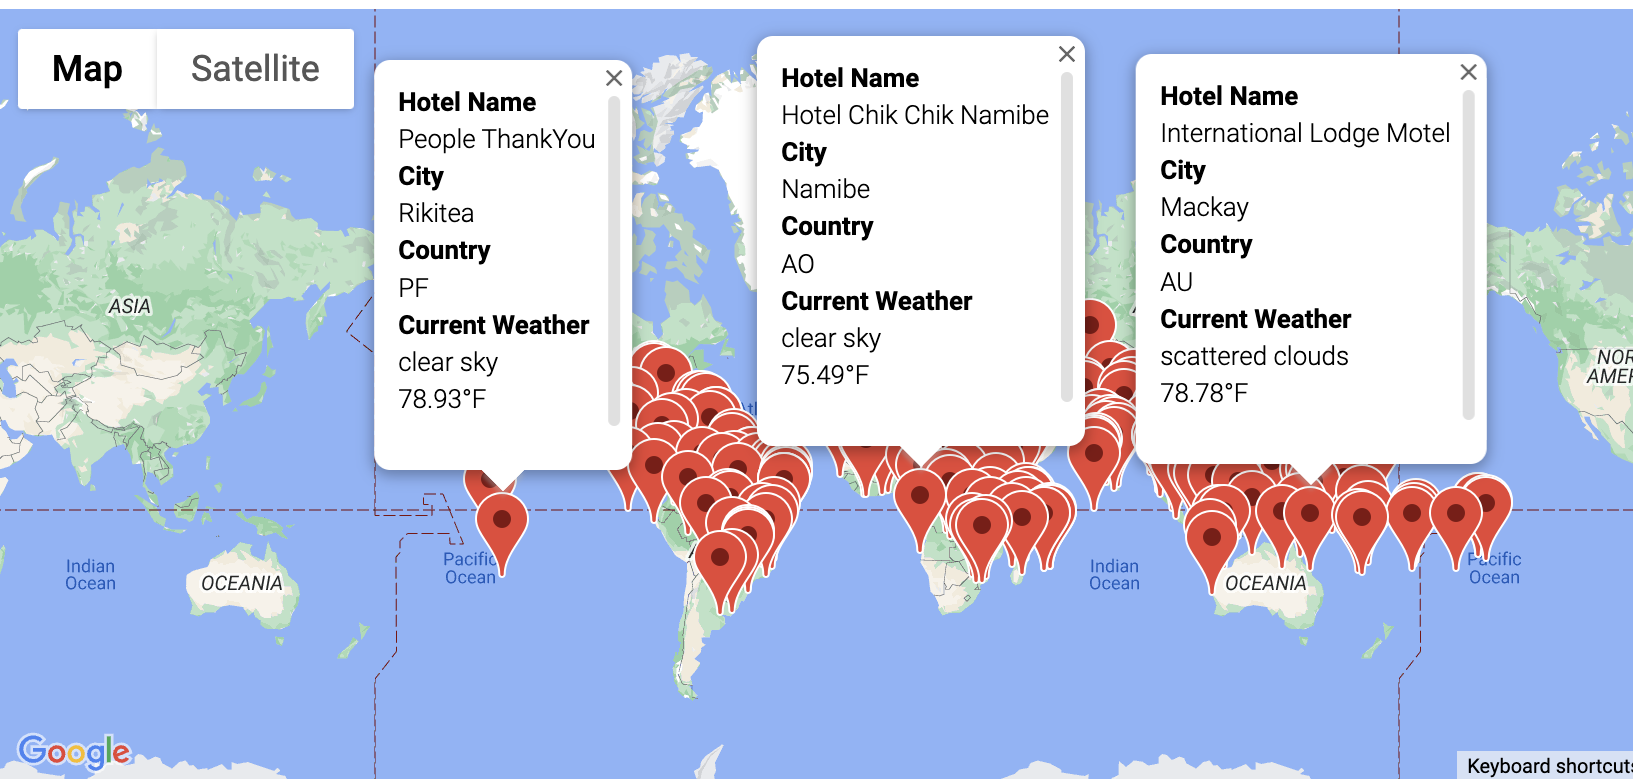 Map
Satellite
Hotel Name
People ThankYou
City
Rikitea
Country
PF
Current Weather
clear sky
78.93°F
Hotel Name
Hotel Chik Chik Namibe
City
Namibe
Country
AO
Current Weather
clear sky
75.49°F
Hotel Name
International Lodge Motel
City
Mackay
Country
AU
Current Weather
scattered clouds
78.78°F
ASIA
Indian
Ocean
OCEANIA
Pacific
Ocean
Indian
Ocean
OCEANIA
Pacific
Ocean
Google
Keyboard shortcuts